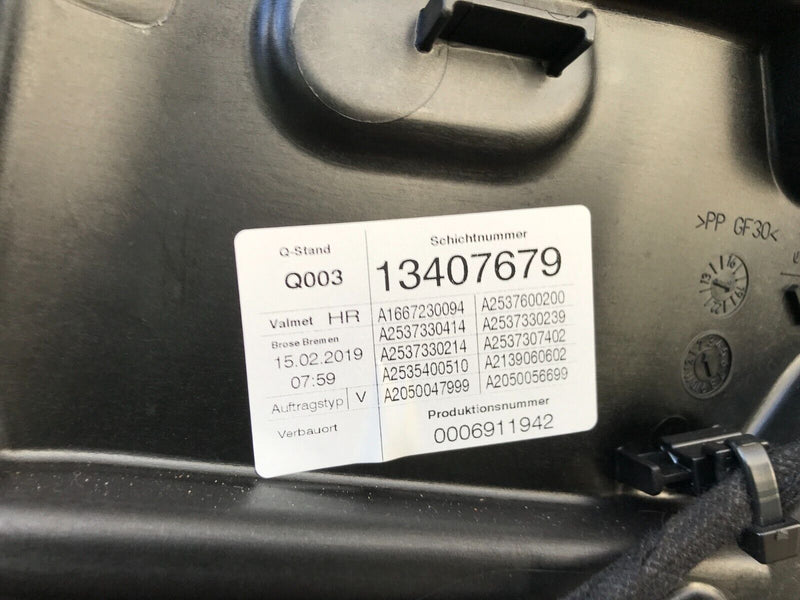 Q-Stand
Q003
Schichtnummer
13407679
Valmet HR
Brose Bremen
15.02.2019
07:59
Auftragstyp V
Verbauort
A1667230094 A2537600200
A2537330414 A2537330239
A2537330214 A2537307402
A2535400510 A2139060602
A2050047999 A2050056699
Produktionsnummer
0006911942
>PP GF30<